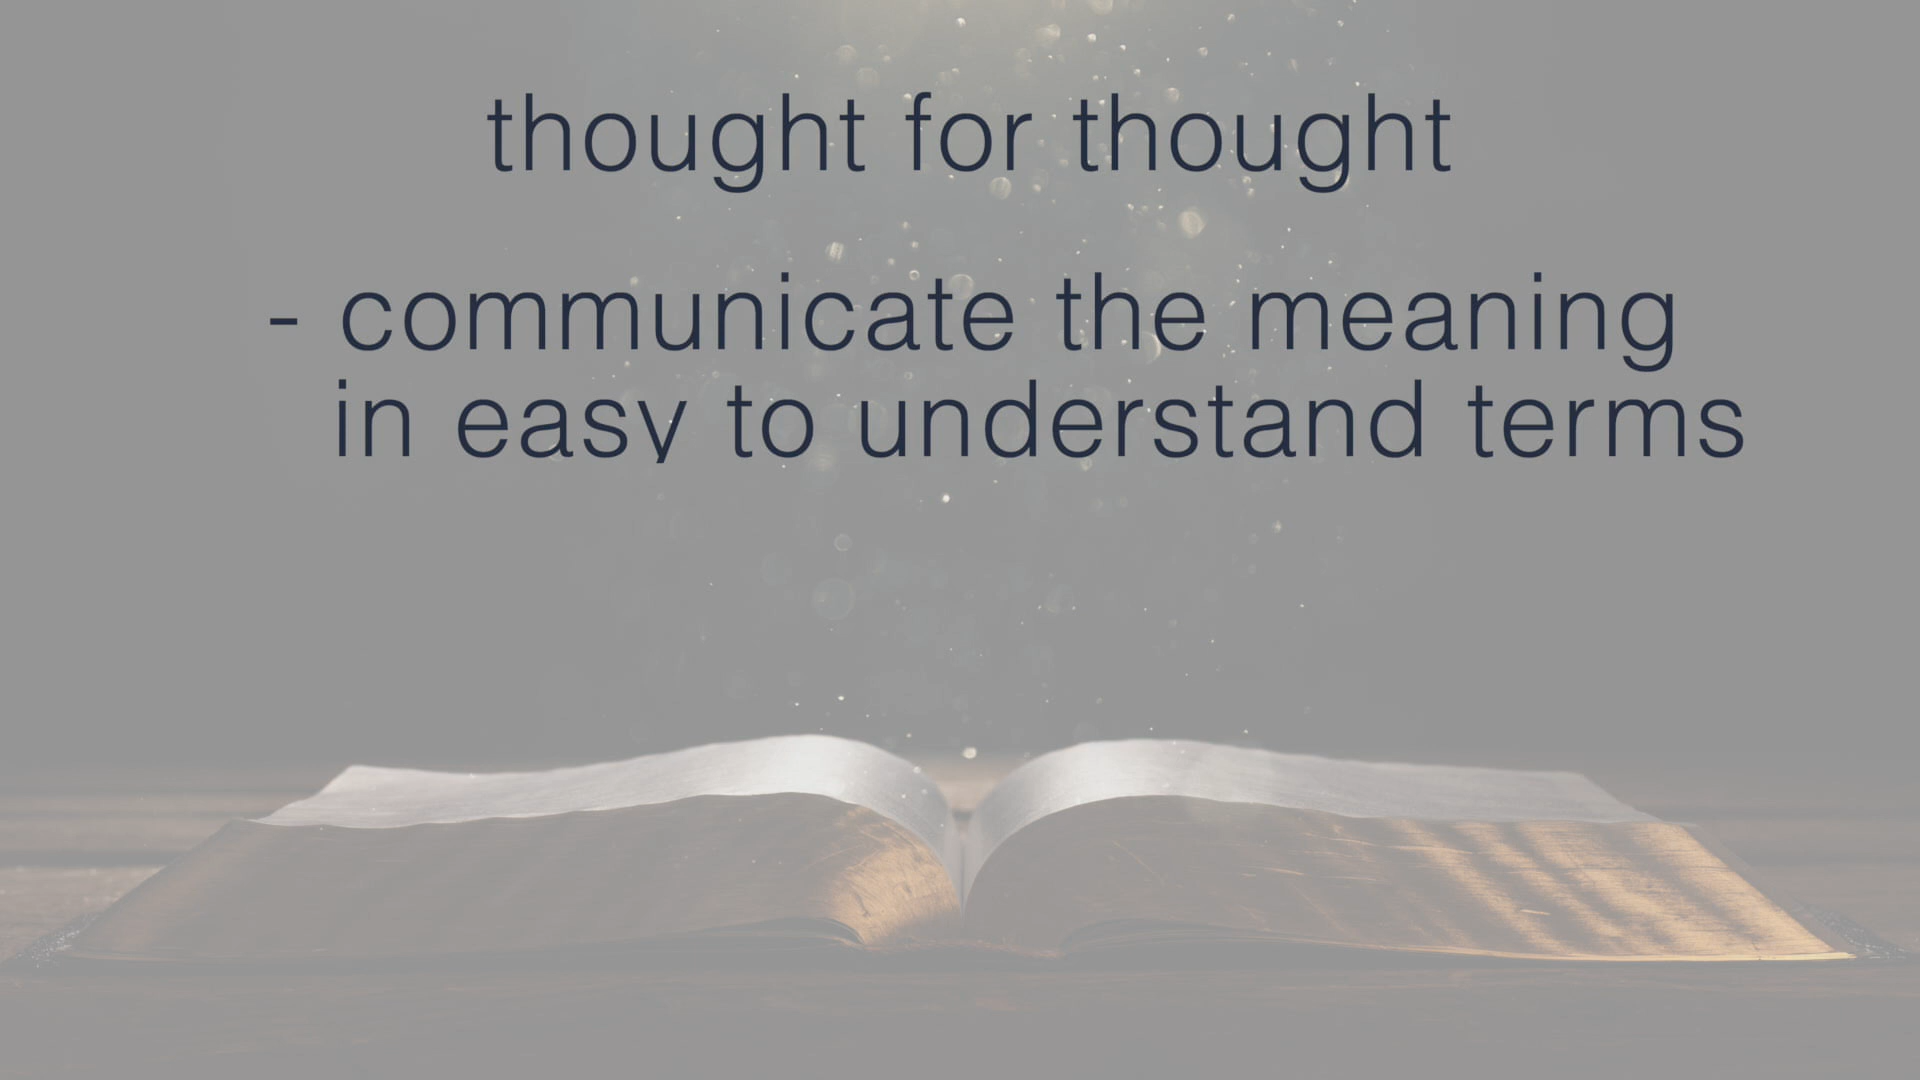 thought for thought
- communicate the meaning
in easy to understand terms